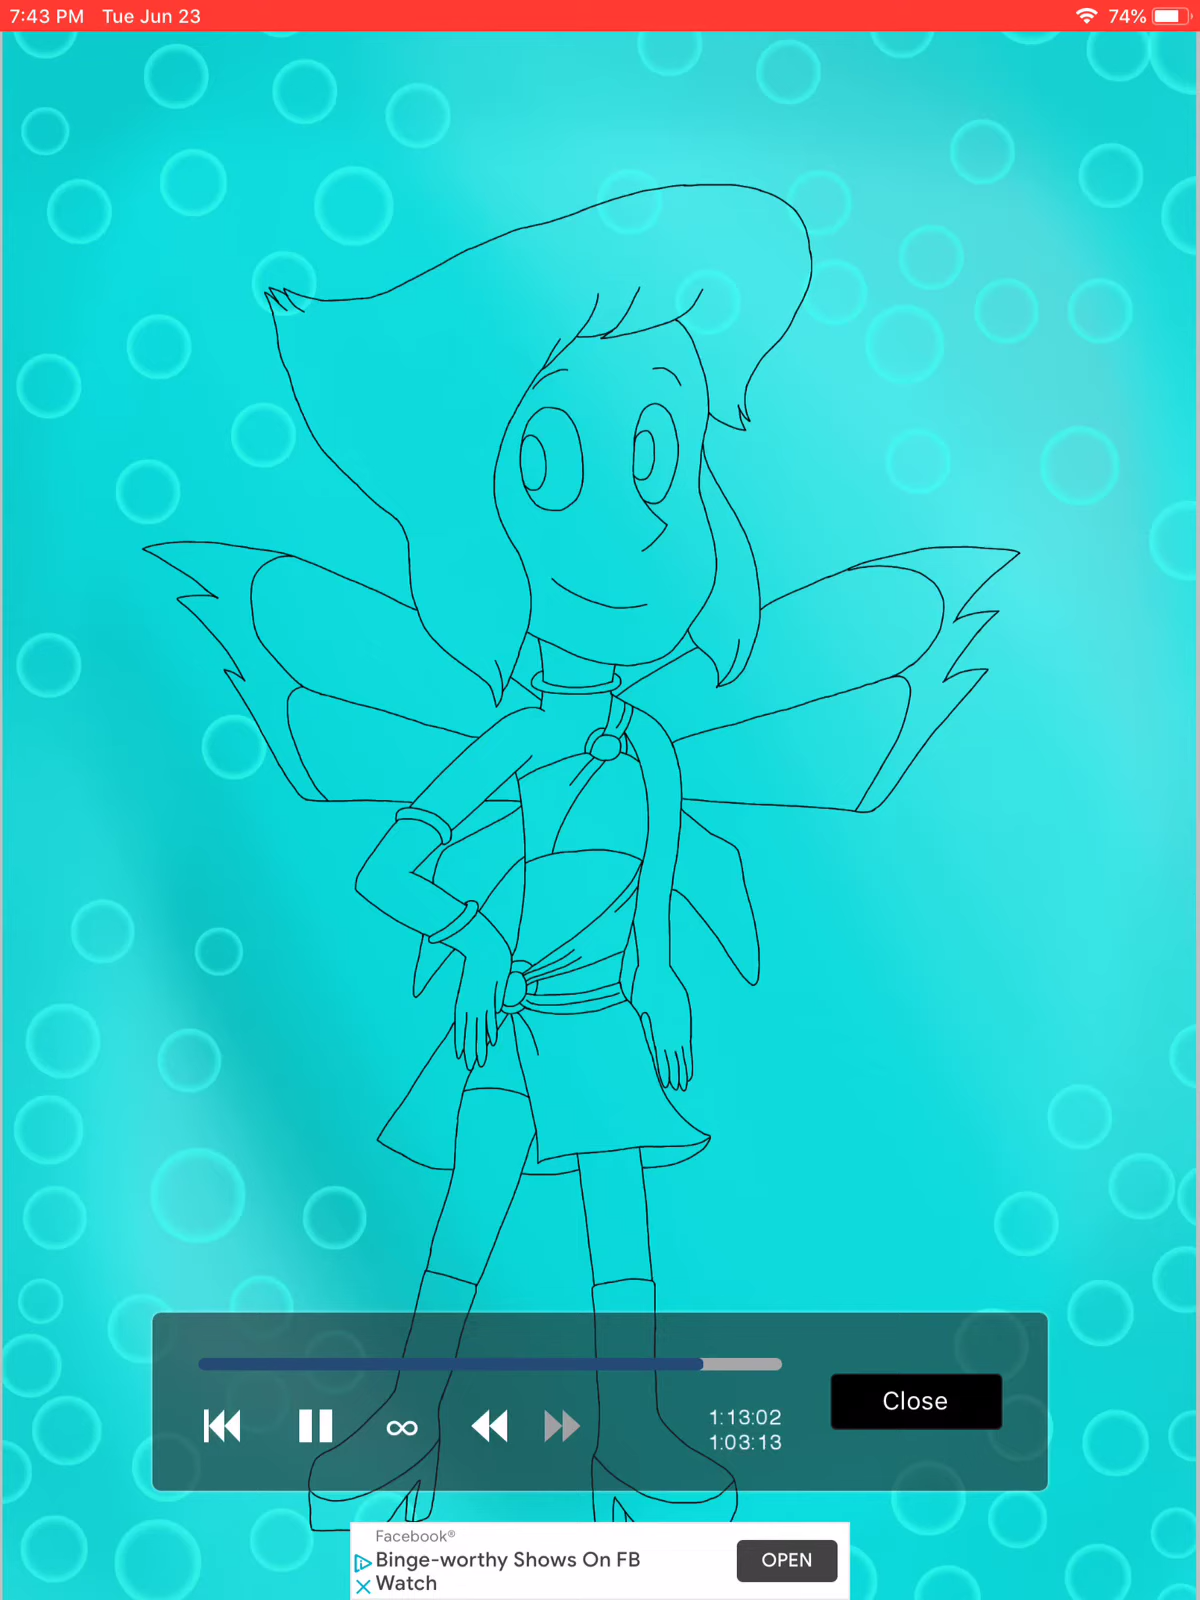 7:43 PM Tue Jun 23
74%
1:13:02
1:03:13
Close
Facebook®
Binge-worthy Shows On FB
Watch
OPEN